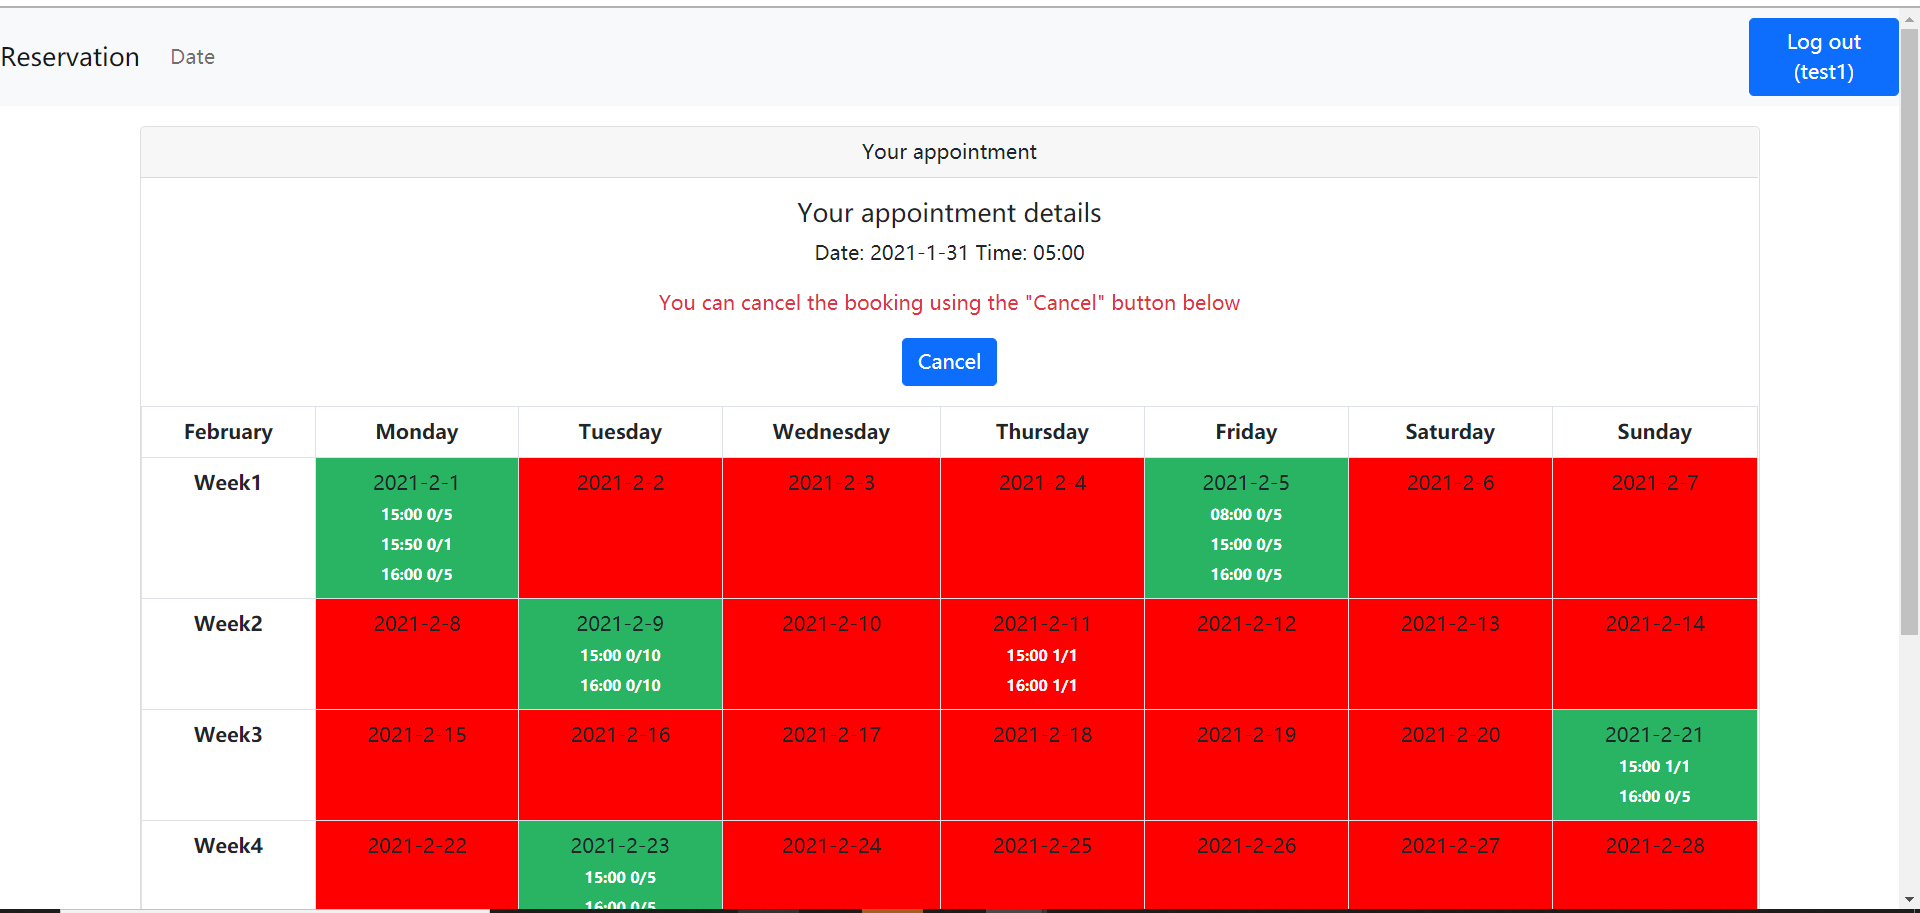 Reservation Date
Log out
(test1)
Your appointment
Your appointment details
Date: 2021-1-31 Time: 05:00
You can cancel the booking using the "Cancel" button below
Cancel
February Monday Tuesday Wednesday Thursday Friday Saturday Sunday
Week1 2021-2-1 2021-2-2 2021-2-3 2021-2-4 2021-2-5 2021-2-6 2021-2-7
15:00 0/5 08:00 0/5
15:50 0/1 15:00 0/5
16:00 0/5 16:00 0/5
Week2 2021-2-8 2021-2-9 2021-2-10 2021-2-11 2021-2-12 2021-2-13 2021-2-14
15:00 0/10 15:00 1/1
16:00 0/10 16:00 1/1
Week3 2021-2-15 2021-2-16 2021-2-17 2021-2-18 2021-2-19 2021-2-20 2021-2-21
15:00 1/1
16:00 0/5
Week4 2021-2-22 2021-2-23 2021-2-24 2021-2-25 2021-2-26 2021-2-27 2021-2-28
15:00 0/5
16:00 0/5